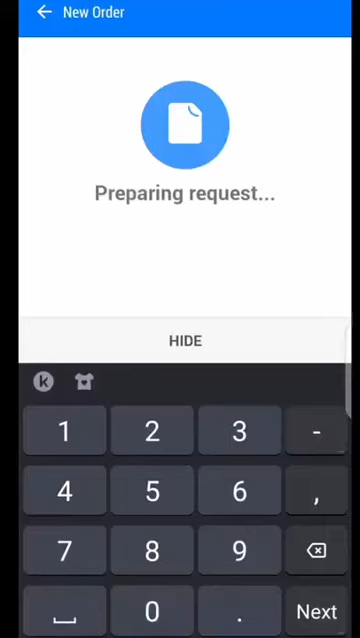 New Order
Preparing request...
HIDE
k
1 2 3 -
4 5 6 ,
7 8 9
0 . Next